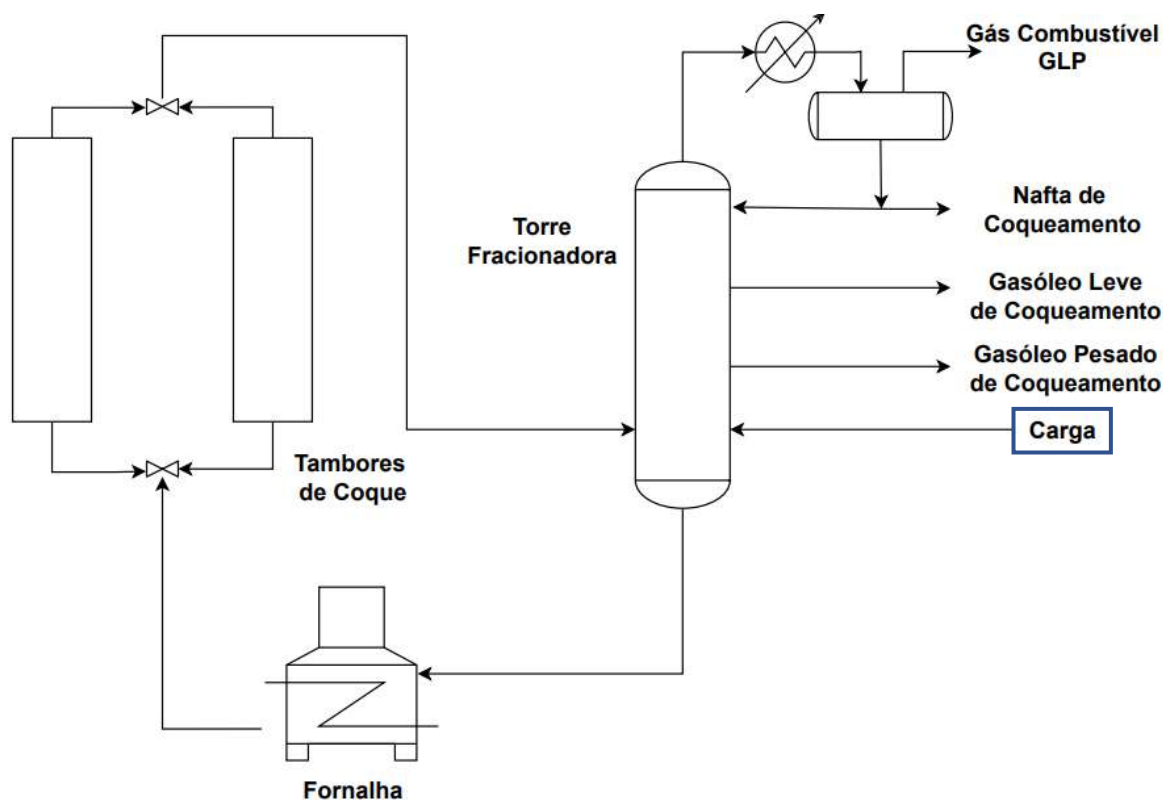 Gás Combustível
GLP
Nafta de
Coqueamento
Torre
Fracionadora
Gasóleo Leve
de Coqueamento
Gasóleo Pesado
de Coqueamento
Carga
Tambores
de Coque
Fornalha